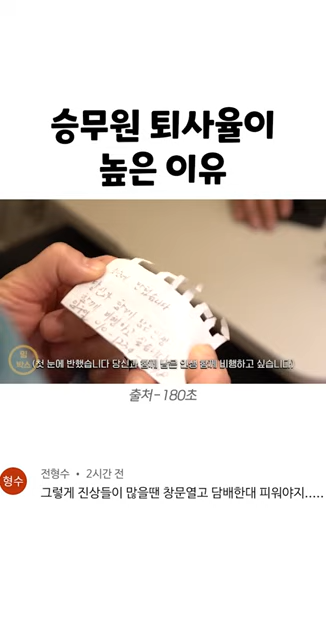 승무원 퇴사율이
높은 이유
(첫 눈에 반했습니다 당신과 함께 남은 인생 함께 비행하고 싶습니다)
출처-180초
형수
전형수 • 2시간 전
그렇게 진상들이 많을땐 창문열고 담배한대 피워야지.....